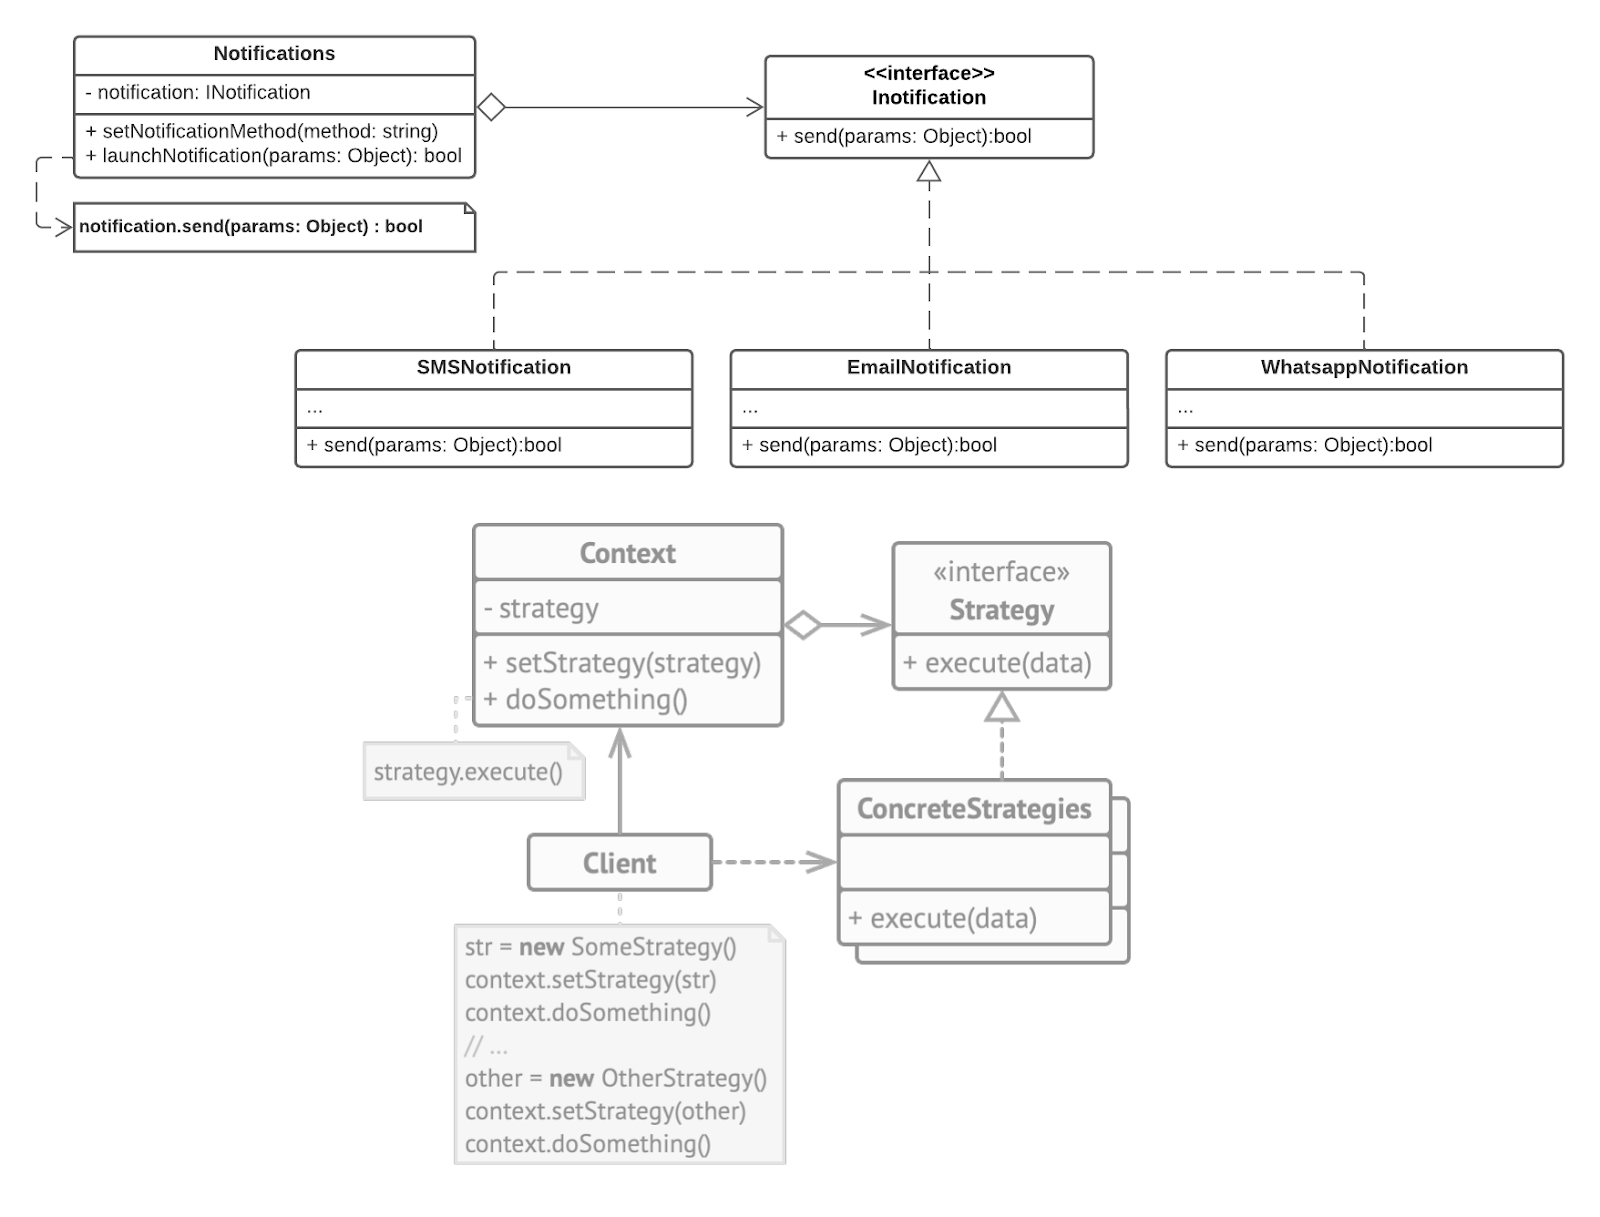 Notifications
- notification: INotification
+ setNotificationMethod(method: string)
+ launchNotification(params: Object): bool
notification.send(params: Object) : bool
<<interface>>
Inotification
+ send(params: Object):bool
SMSNotification
...
+ send(params: Object):bool
EmailNotification
...
+ send(params: Object):bool
WhatsappNotification
...
+ send(params: Object):bool
Context
- strategy
+ setStrategy(strategy)
+ doSomething()
strategy.execute()
«interface»
Strategy
+ execute(data)
Client
ConcreteStrategies
+ execute(data)
str = new SomeStrategy()
context.setStrategy(str)
context.doSomething()
// ...
other = new OtherStrategy()
context.setStrategy(other)
context.doSomething()